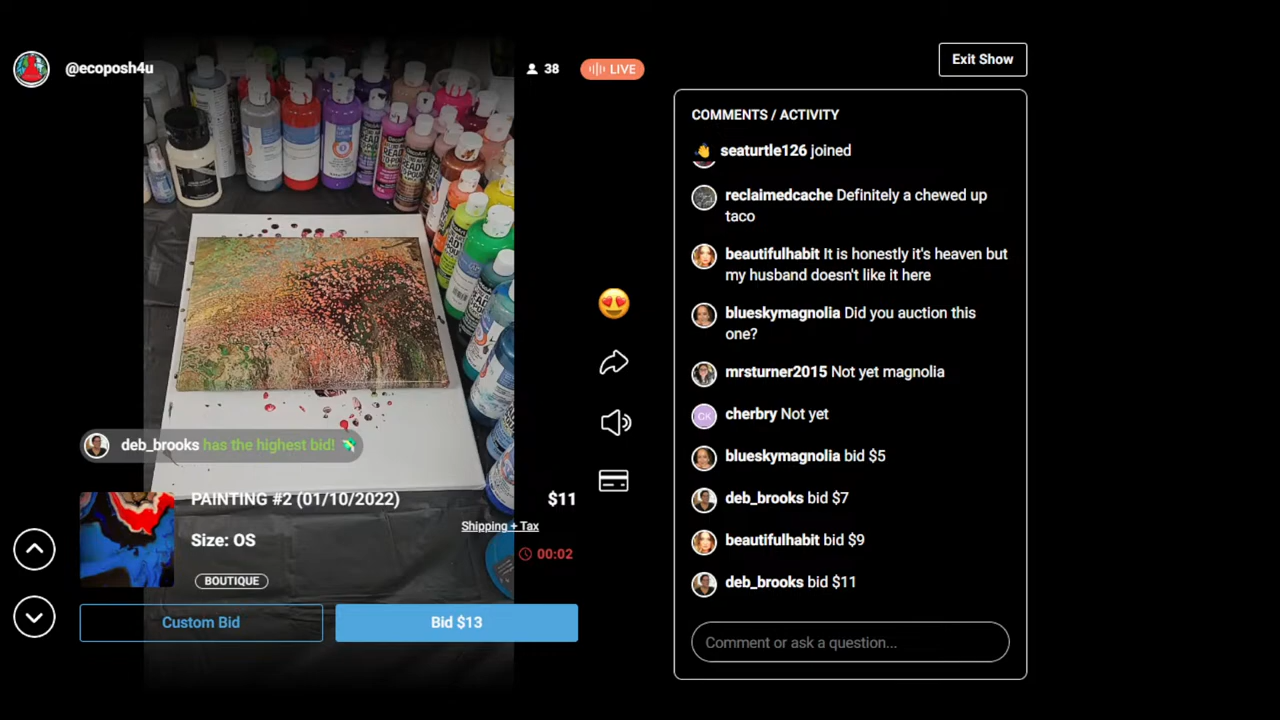 @ecoposh4u
38
LIVE
Exit Show
COMMENTS / ACTIVITY
seaturtle126 joined
reclaimedcache Definitely a chewed up
taco
beautifulhabit It is honestly it's heaven but
my husband doesn't like it here
blueskymagnolia Did you auction this
one?
mrsturner2015 Not yet magnolia
CK
cherbry Not yet
blueskymagnolia bid $5
deb_brooks bid $7
beautifulhabit bid $9
deb_brooks bid $11
Comment or ask a question...
READY
POUR
READY
deb_brooks has the highest bid!
PAINTING #2 (01/10/2022)
$11
Shipping + Tax
Size: OS
00:02
BOUTIQUE
Custom Bid
Bid $13